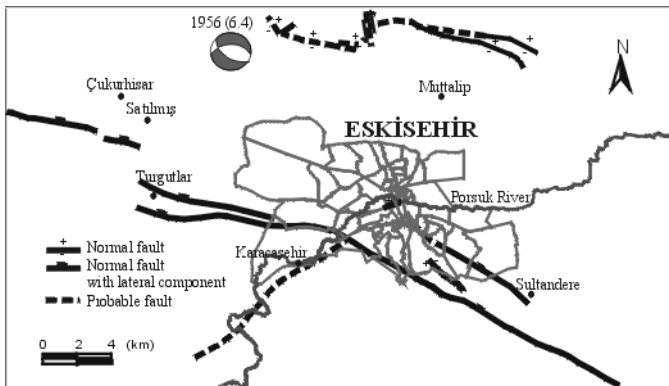 1956 (6.4)
N
Çukurhisar
Satılmış
Muttalip
ESKİSEHİR
Turgutlar
Porsuk River
Karacaşehir
Sultandere
Normal fault
Normal fault
with lateral component
Probable fault
0 2 4 (km)